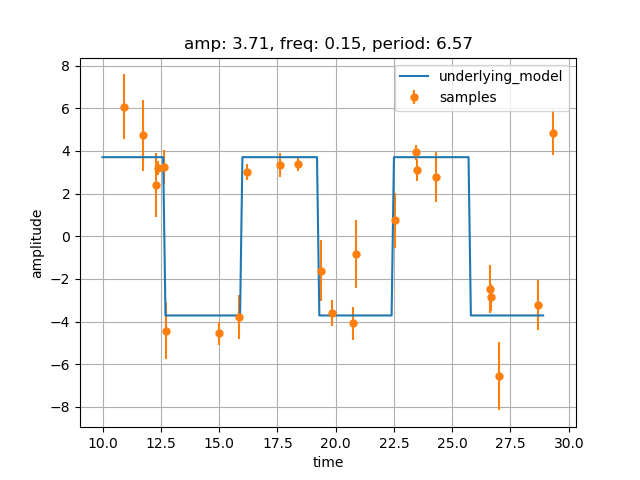 amp: 3.71, freq: 0.15, period: 6.57
underlying_model
samples
8
6
4
2
0
−2
−4
−6
−8
amplitude
10.0 12.5 15.0 17.5 20.0 22.5 25.0 27.5 30.0
time